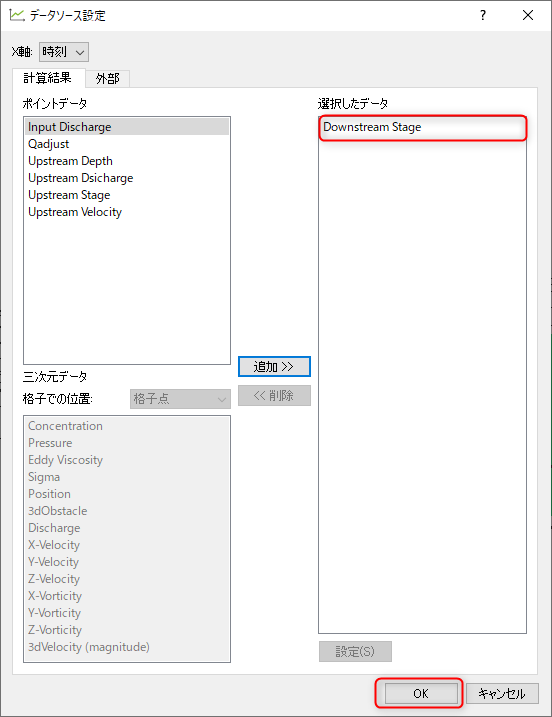 データソース設定
?
X軸: 時刻
計算結果 外部
ポイントデータ
Input Discharge
Qadjust
Upstream Depth
Upstream Dsicharge
Upstream Stage
Upstream Velocity
追加 >>
<< 削除
三次元データ
格子での位置: 格子点
Concentration
Pressure
Eddy Viscosity
Sigma
Position
3dObstacle
Discharge
X-Velocity
Y-Velocity
Z-Velocity
X-Vorticity
Y-Vorticity
Z-Vorticity
3dVelocity (magnitude)
選択したデータ
Downstream Stage
設定(S)
OK キャンセル